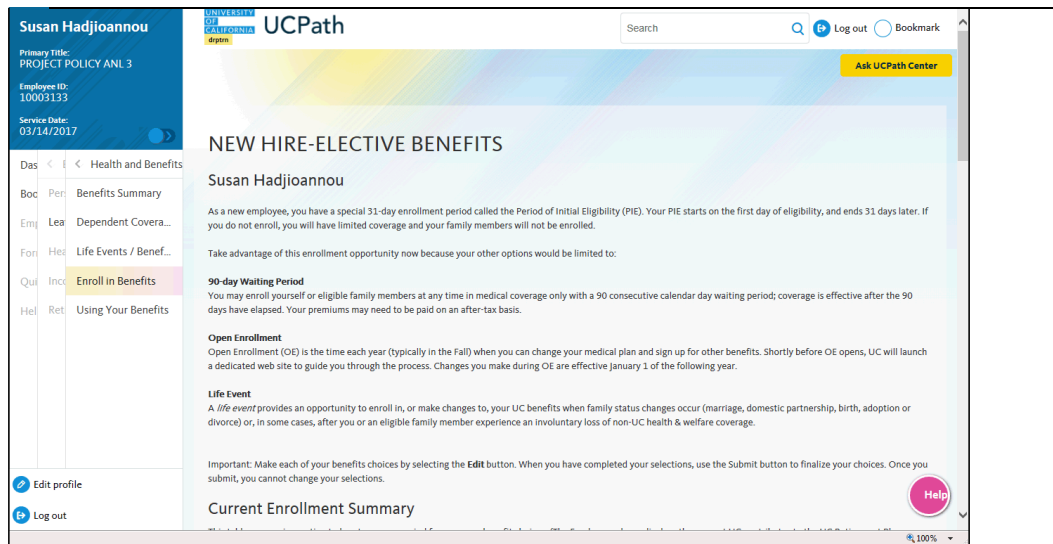 Susan Hadjioannou
Primary Title:
PROJECT POLICY ANL 3
Employee ID:
10003133
Service Date:
03/14/2017
Das
Boo
Emp
For
Qui
Hel
Per
Lea
Hea
Inco
Ret
Health and Benefits
Benefits Summary
Dependent Covera...
Life Events / Benef...
Enroll in Benefits
Using Your Benefits
Edit profile
Log out
UNIVERSITY
OF
CALIFORNIA
drptrn
UCPath
Search
Log out
Bookmark
Ask UCPath Center
NEW HIRE-ELECTIVE BENEFITS
Susan Hadjioannou
As a new employee, you have a special 31-day enrollment period called the Period of Initial Eligibility (PIE). Your PIE starts on the first day of eligibility, and ends 31 days later. If
you do not enroll, you will have limited coverage and your family members will not be enrolled.
Take advantage of this enrollment opportunity now because your other options would be limited to:
90-day Waiting Period
You may enroll yourself or eligible family members at any time in medical coverage only with a 90 consecutive calendar day waiting period; coverage is effective after the 90
days have elapsed. Your premiums may need to be paid on an after-tax basis.
Open Enrollment
Open Enrollment (OE) is the time each year (typically in the Fall) when you can change your medical plan and sign up for other benefits. Shortly before OE opens, UC will launch
a dedicated web site to guide you through the process. Changes you make during OE are effective January 1 of the following year.
Life Event
A life event provides an opportunity to enroll in, or make changes to, your UC benefits when family status changes occur (marriage, domestic partnership, birth, adoption or
divorce) or, in some cases, after you or an eligible family member experience an involuntary loss of non-UC health & welfare coverage.
Important: Make each of your benefits choices by selecting the Edit button. When you have completed your selections, use the Submit button to finalize your choices. Once you
submit, you cannot change your selections.
Current Enrollment Summary
Help
100%